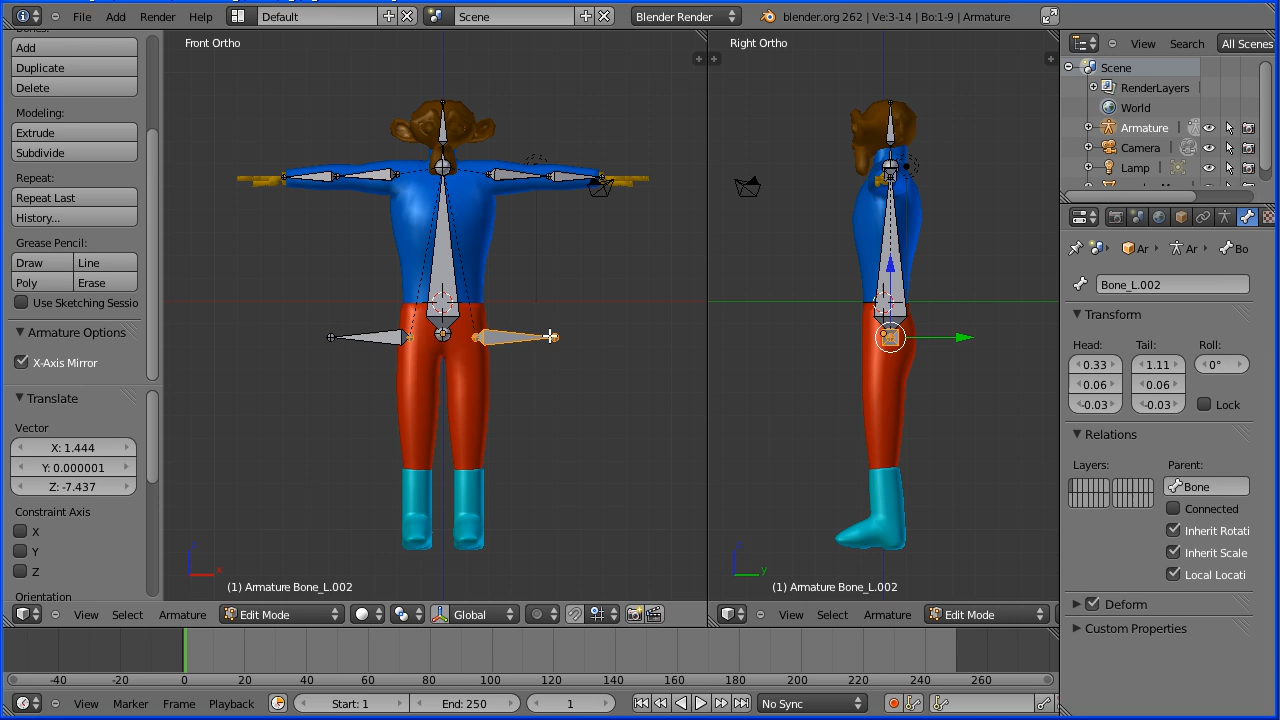 File Add Render Help Default Scene Blender Render blender.org 262 | Ve:3-14 | Bo:1-9 | Armature
Add
Duplicate
Delete
Modeling:
Extrude
Subdivide
Repeat:
Repeat Last
History...
Grease Pencil:
Draw Line
Poly Erase
Use Sketching Sessio
Armature Options
X-Axis Mirror
Translate
Vector
X: 1.444
Y: 0.000001
Z: -7.437
Constraint Axis
X
Y
Z
Orientation
Front Ortho
x
(1) Armature Bone_L.002
View Select Armature Edit Mode Global
Right Ortho
y
(1) Armature Bone_L.002
View Select Armature Edit Mode
View Search All Scenes
Scene
RenderLayers
World
Armature
Camera
Lamp
Ar Ar Bo
Bone_L.002
Transform
Head: Tail: Roll:
0.33 1.11 0°
0.06 0.06
-0.03 -0.03 Lock
Relations
Layers: Parent:
Bone
Connected
Inherit Rotati
Inherit Scale
Local Locati
Deform
Custom Properties
-40 -20 0 20 40 60 80 100 120 140 160 180 200 220 240 260
View Marker Frame Playback Start: 1 End: 250 1 No Sync